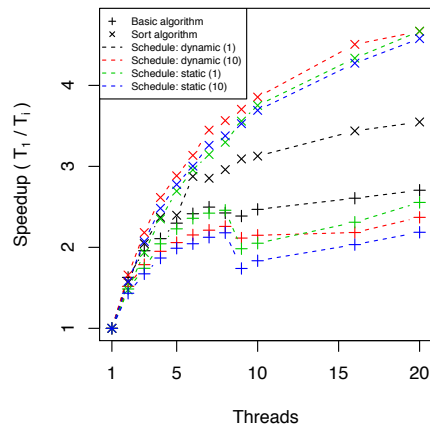 Basic algorithm
Sort algorithm
Schedule: dynamic (1)
Schedule: dynamic (10)
Schedule: static (1)
Schedule: static (10)
Speedup ( T1 / Ti)
4
3
2
1
1 5 10 15 20
Threads